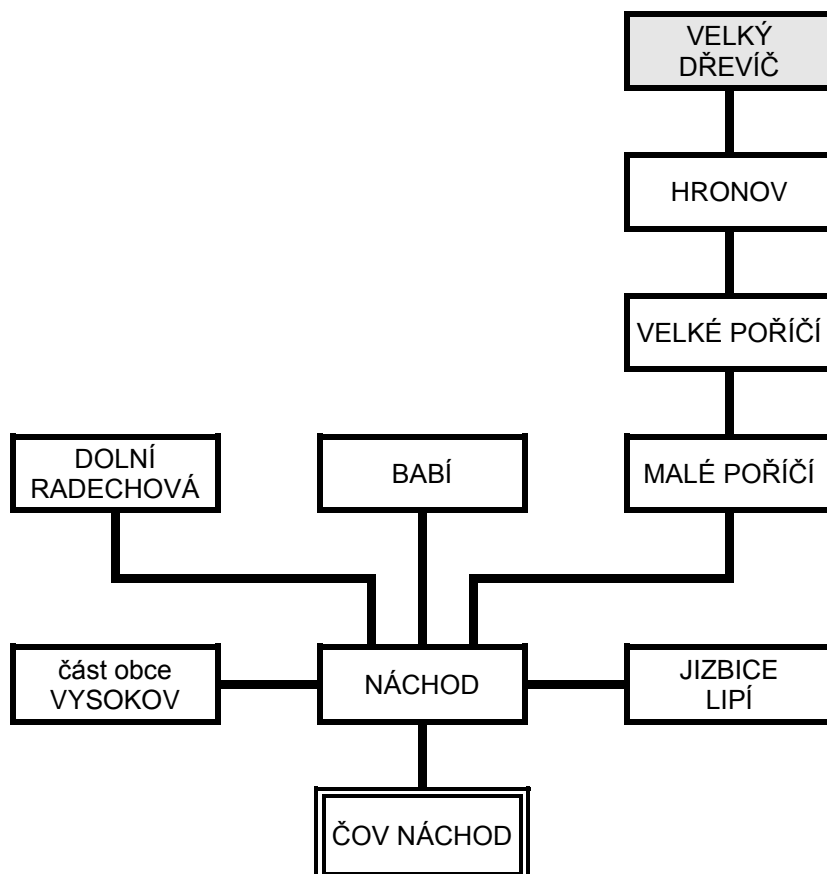 VELKÝ
DŘEVÍČ
HRONOV
VELKÉ POŘÍČÍ
DOLNÍ
RADECHOVÁ
BABÍ
MALÉ POŘÍČÍ
část obce
VYSOKOV
NÁCHOD
JIZBICE
LIPÍ
ČOV NÁCHOD